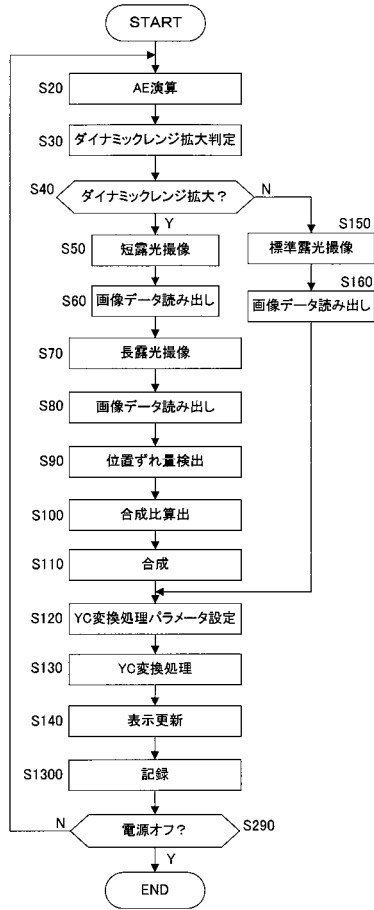 START
S20 AE演算
S30 ダイナミックレンジ拡大判定
S40 ダイナミックレンジ拡大?
N
Y
S50 短露光撮像
S150 標準露光撮像
S60 画像データ読み出し
S160 画像データ読み出し
S70 長露光撮像
S80 画像データ読み出し
S90 位置ずれ量検出
S100 合成比算出
S110 合成
S120 YC変換処理パラメータ設定
S130 YC変換処理
S140 表示更新
S1300 記録
N 電源オフ? S290
Y
END